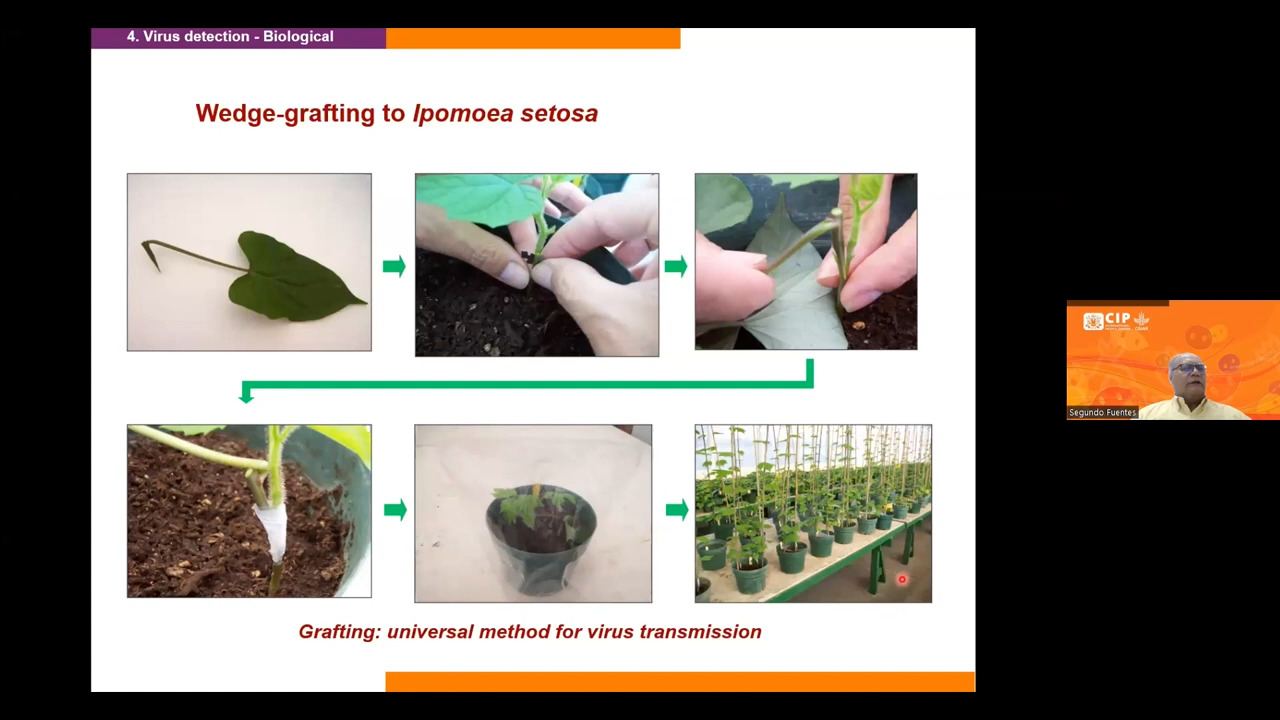 4. Virus detection - Biological
Wedge-grafting to Ipomoea setosa
Grafting: universal method for virus transmission
CIP
Segundo Fuentes